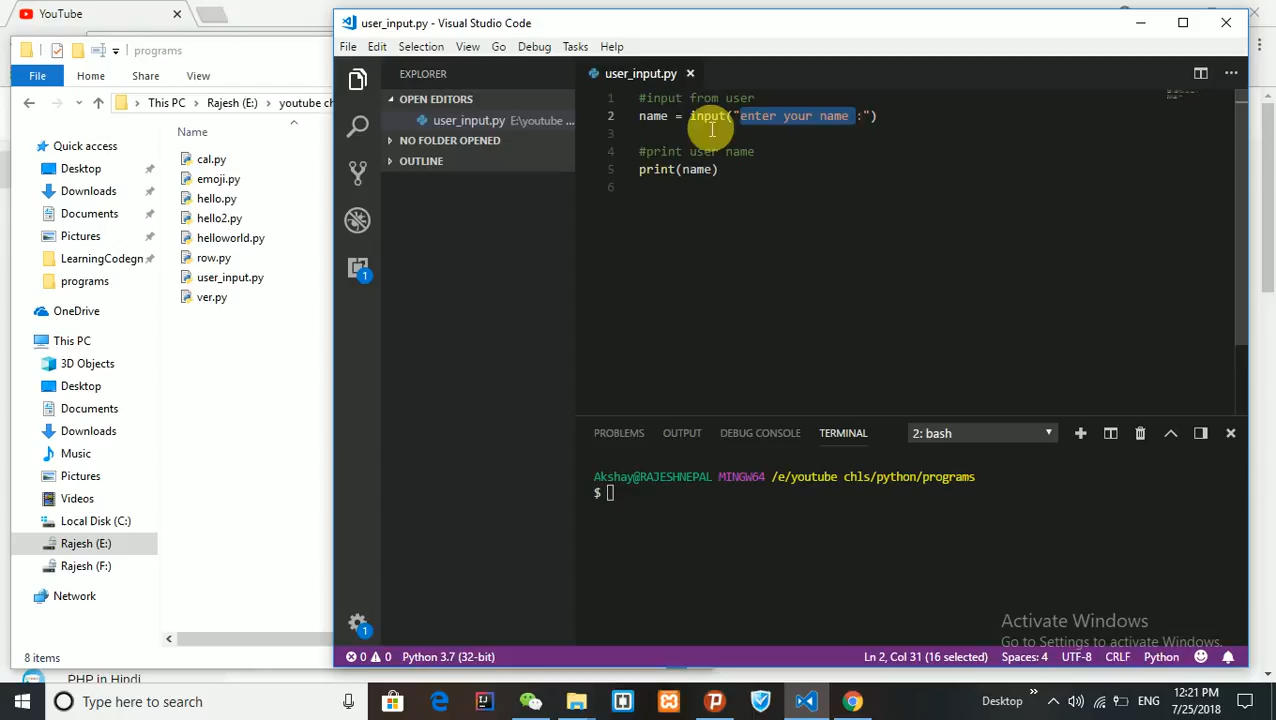 YouTube
programs
File
Home
Share
View
This PC
Rajesh (E:)
youtube ch
Name
Quick access
Desktop
Downloads
Documents
Pictures
LearningCodegn
programs
OneDrive
This PC
3D Objects
Desktop
Documents
Downloads
Music
Pictures
Videos
Local Disk (C:)
Rajesh (E:)
Rajesh (F:)
Network
cal.py
emoji.py
hello.py
hello2.py
helloworld.py
row.py
user_input.py
ver.py
8 items
PHP in Hindi
user_input.py - Visual Studio Code
File Edit Selection View Go Debug Tasks Help
EXPLORER
OPEN EDITORS
user_input.py E:\youtube ...
NO FOLDER OPENED
OUTLINE
1
1
user_input.py
1 #input from user
2 name = input("enter your name :")
3
4 #print user name
5 print(name)
6
PROBLEMS OUTPUT DEBUG CONSOLE TERMINAL 2: bash
Akshay@RAJESHNEPAL MINGW64 /e/youtube chls/python/programs
$
Activate Windows
Go to Settings to activate Windows.
0 0 Python 3.7 (32-bit) Ln 2, Col 31 (16 selected) Spaces: 4 UTF-8 CRLF Python
Type here to search
Desktop
ENG
12:21 PM
7/25/2018